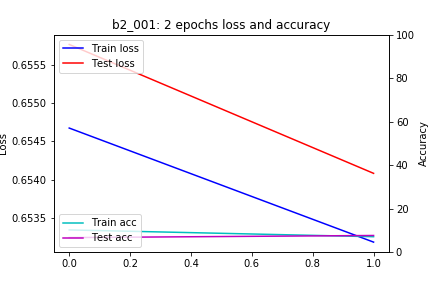 b2_001: 2 epochs loss and accuracy
Train loss
Test loss
Train acc
Test acc
Loss
0.6555
0.6550
0.6545
0.6540
0.6535
Accuracy
100
80
60
40
20
0
0.0 0.2 0.4 0.6 0.8 1.0